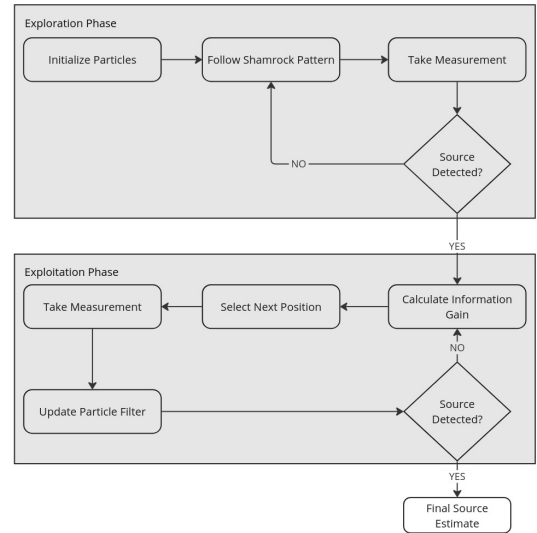 Exploration Phase
Initialize Particles
Follow Shamrock Pattern
Take Measurement
Source
Detected?
NO
YES
Exploitation Phase
Take Measurement
Select Next Position
Calculate Information
Gain
NO
Update Particle Filter
Source
Detected?
YES
Final Source
Estimate